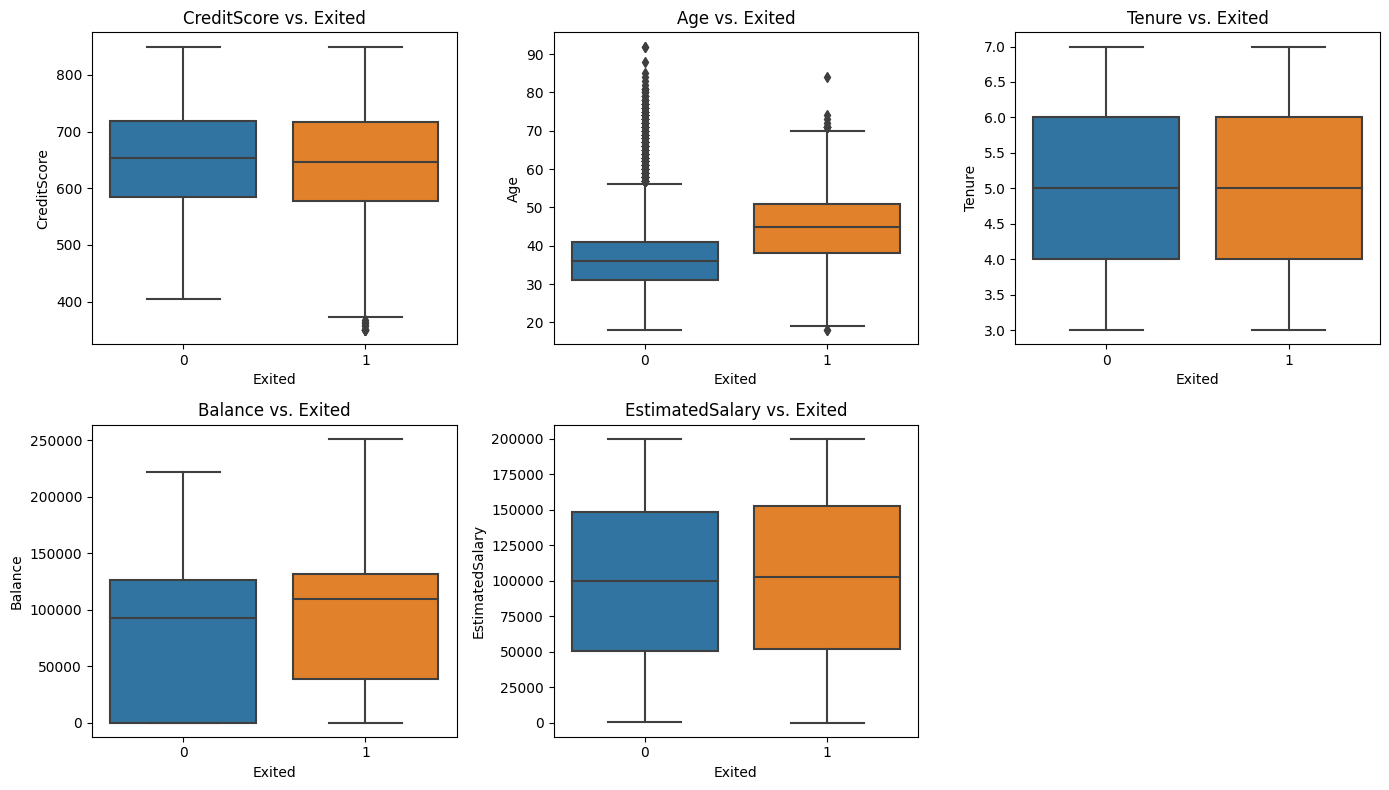 CreditScore vs. Exited
CreditScore
800
700
600
500
400
0 1
Exited
Age vs. Exited
Age
90
80
70
60
50
40
30
20
0 1
Exited
Tenure vs. Exited
Tenure
7.0
6.5
6.0
5.5
5.0
4.5
4.0
3.5
3.0
0 1
Exited
Balance vs. Exited
Balance
250000
200000
150000
100000
50000
0
0 1
Exited
EstimatedSalary vs. Exited
EstimatedSalary
200000
175000
150000
125000
100000
75000
50000
25000
0
0 1
Exited